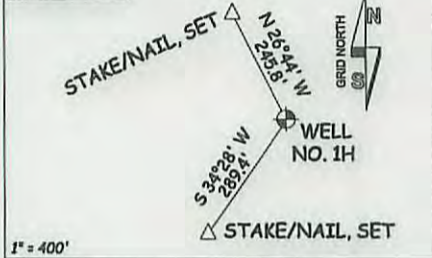 STAKE/NAIL, SET
N 26°44' W
245.8'
GRID NORTH
N
S
WELL
NO. 1H
S 34°28' W
289.4'
STAKE/NAIL, SET
1" = 400'